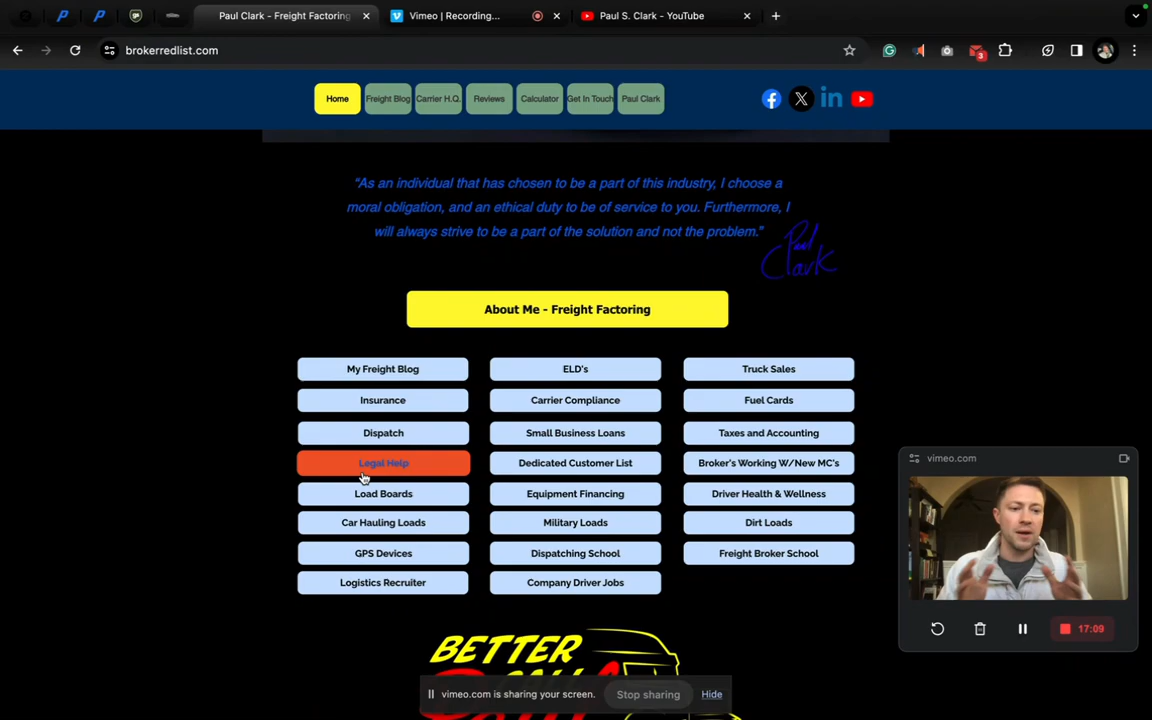 Paul Clark - Freight Factoring
Vimeo | Recording...
Paul S. Clark - YouTube
brokerredlist.com
3
Home
Freight Blog
Carrier H.Q.
Reviews
Calculator
Get In Touch
Paul Clark
"As an individual that has chosen to be a part of this industry, I choose a
moral obligation, and an ethical duty to be of service to you. Furthermore, I
will always strive to be a part of the solution and not the problem."
Paul
Clark
About Me - Freight Factoring
My Freight Blog
ELD's
Truck Sales
Insurance
Carrier Compliance
Fuel Cards
Dispatch
Small Business Loans
Taxes and Accounting
Legal Help
Dedicated Customer List
Broker's Working W/New MC's
Load Boards
Equipment Financing
Driver Health & Wellness
Car Hauling Loads
Military Loads
Dirt Loads
GPS Devices
Dispatching School
Freight Broker School
Logistics Recruiter
Company Driver Jobs
vimeo.com
17:09
BETTER
vimeo.com is sharing your screen.
Stop sharing
Hide